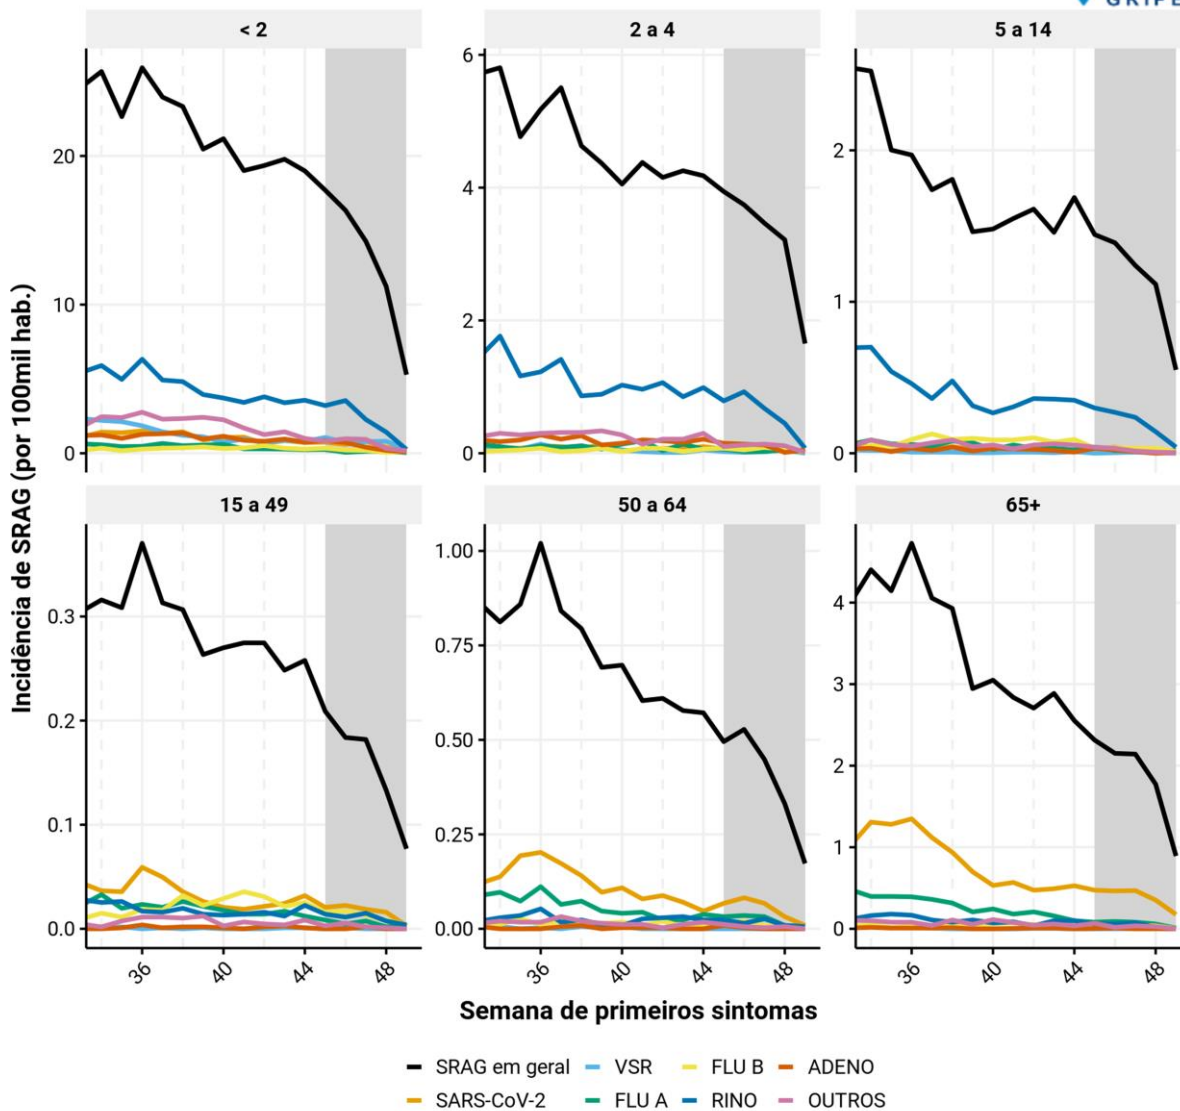 GRIPE
< 2
2 a 4
5 a 14
20
10
0
6
4
2
0
2
1
0
15 a 49
50 a 64
65+
0.3
0.2
0.1
0.0
1.00
0.75
0.50
0.25
0.00
4
3
2
1
0
Incidência de SRAG (por 100mil hab.)
36 40 44 48
36 40 44 48
36 40 44 48
Semana de primeiros sintomas
SRAG em geral VSR FLU B ADENO
SARS-CoV-2 FLU A RINO OUTROS